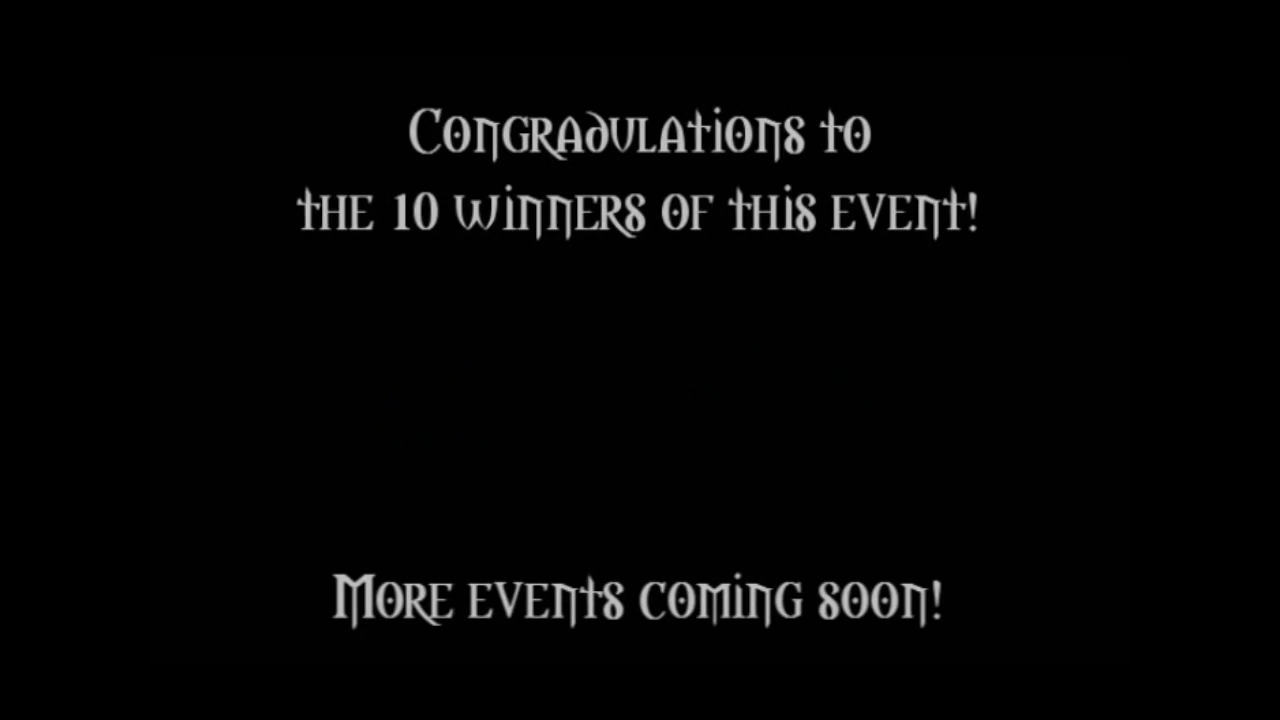 Congradulations to
the 10 winners of this event!
More events coming soon!